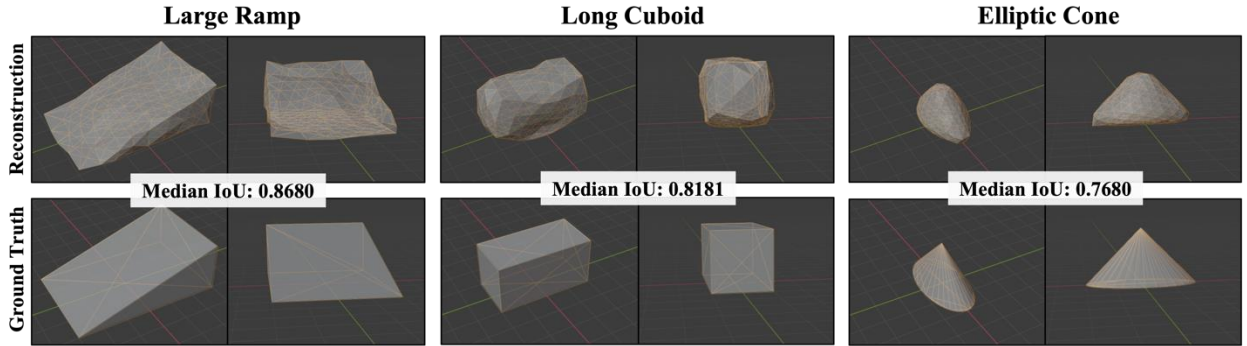 Large Ramp
Long Cuboid
Elliptic Cone
Reconstruction
Median IoU: 0.8680
Median IoU: 0.8181
Median IoU: 0.7680
Ground Truth